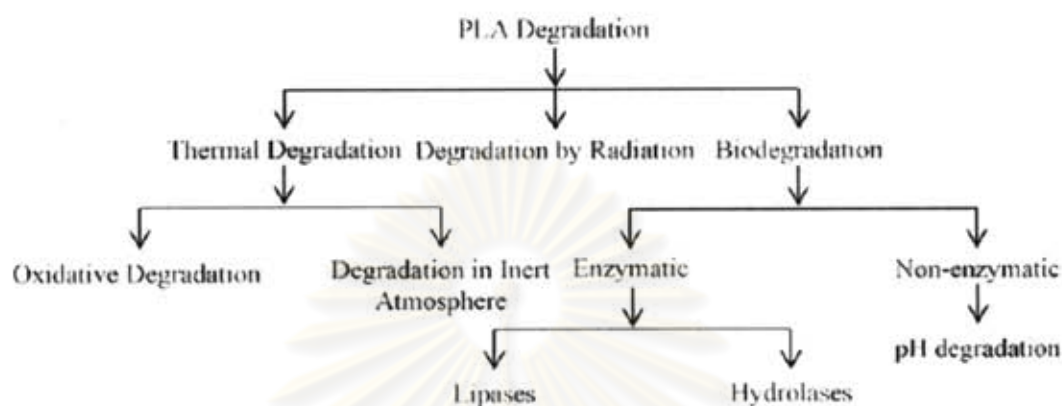 PLA Degradation
Thermal Degradation Degradation by Radiation Biodegradation
Oxidative Degradation
Degradation in Inert
Atmosphere
Enzymatic
Non-enzymatic
pH degradation
Lipases
Hydrolases